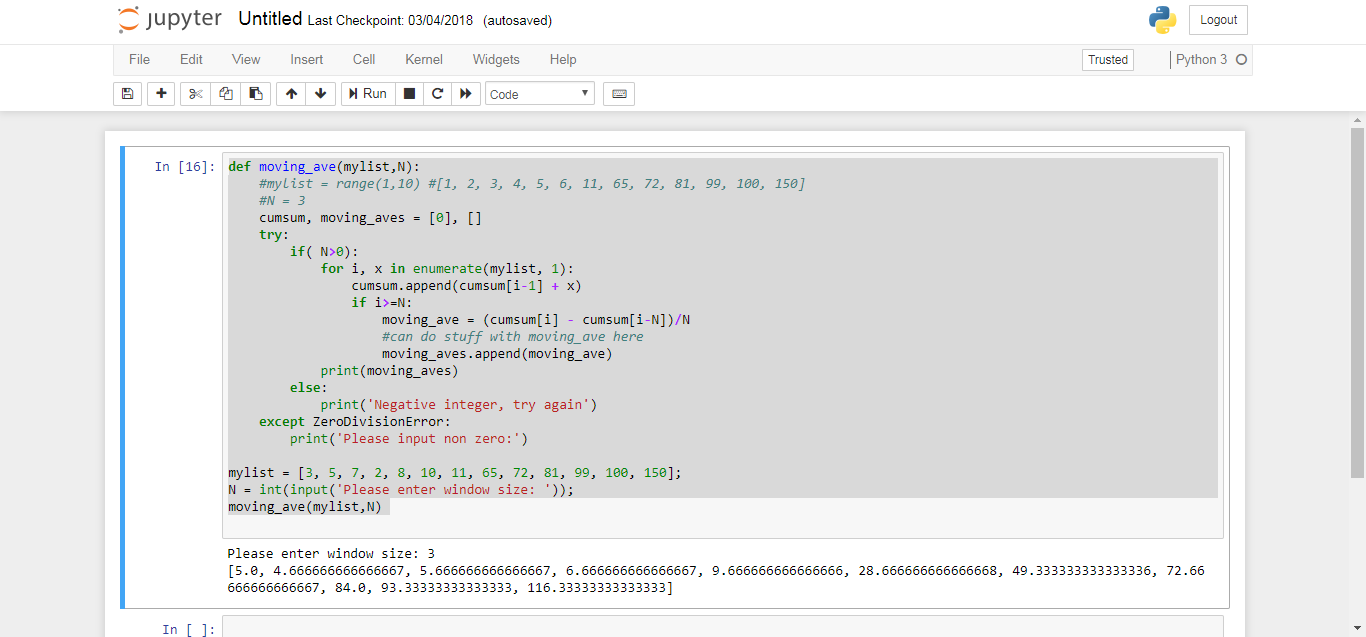 jupyter Untitled Last Checkpoint: 03/04/2018 (autosaved) Logout
File Edit View Insert Cell Kernel Widgets Help Trusted Python 3
Run Code
In [16]: def moving_ave(mylist,N):
    #mylist = range(1,10) #[1, 2, 3, 4, 5, 6, 11, 65, 72, 81, 99, 100, 150]
    #N = 3
    cumsum, moving_aves = [0], []
    try:
        if( N>0):
            for i, x in enumerate(mylist, 1):
                cumsum.append(cumsum[i-1] + x)
                if i>=N:
                    moving_ave = (cumsum[i] - cumsum[i-N])/N
                    #can do stuff with moving_ave here
                    moving_aves.append(moving_ave)
            print(moving_aves)
        else:
            print('Negative integer, try again')
    except ZeroDivisionError:
        print('Please input non zero:')
mylist = [3, 5, 7, 2, 8, 10, 11, 65, 72, 81, 99, 100, 150];
N = int(input('Please enter window size: '));
moving_ave(mylist,N)
Please enter window size: 3
[5.0, 4.666666666666667, 5.666666666666667, 6.666666666666667, 9.666666666666666, 28.666666666666668, 49.333333333333336, 72.66
666666666667, 84.0, 93.33333333333333, 116.33333333333333]
In [ ]: